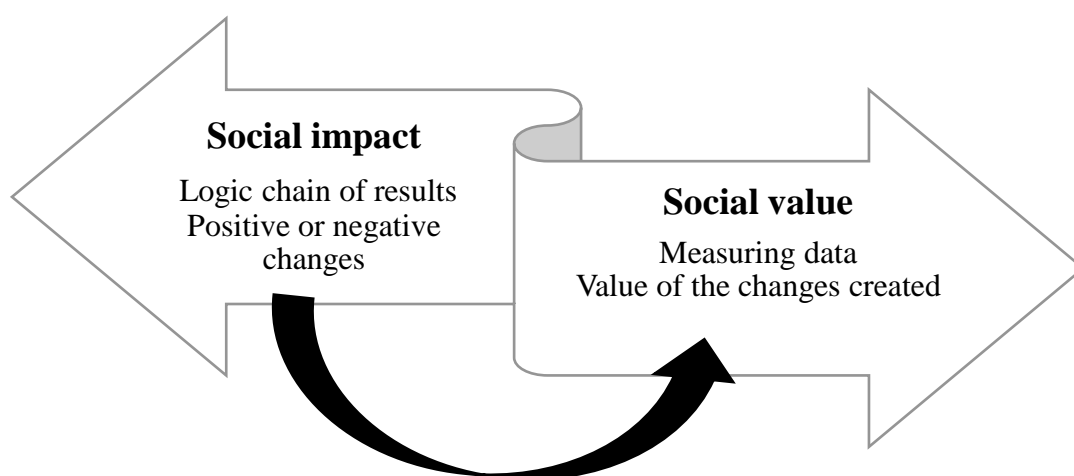 Social impact
Logic chain of results
Positive or negative
changes
Social value
Measuring data
Value of the changes created